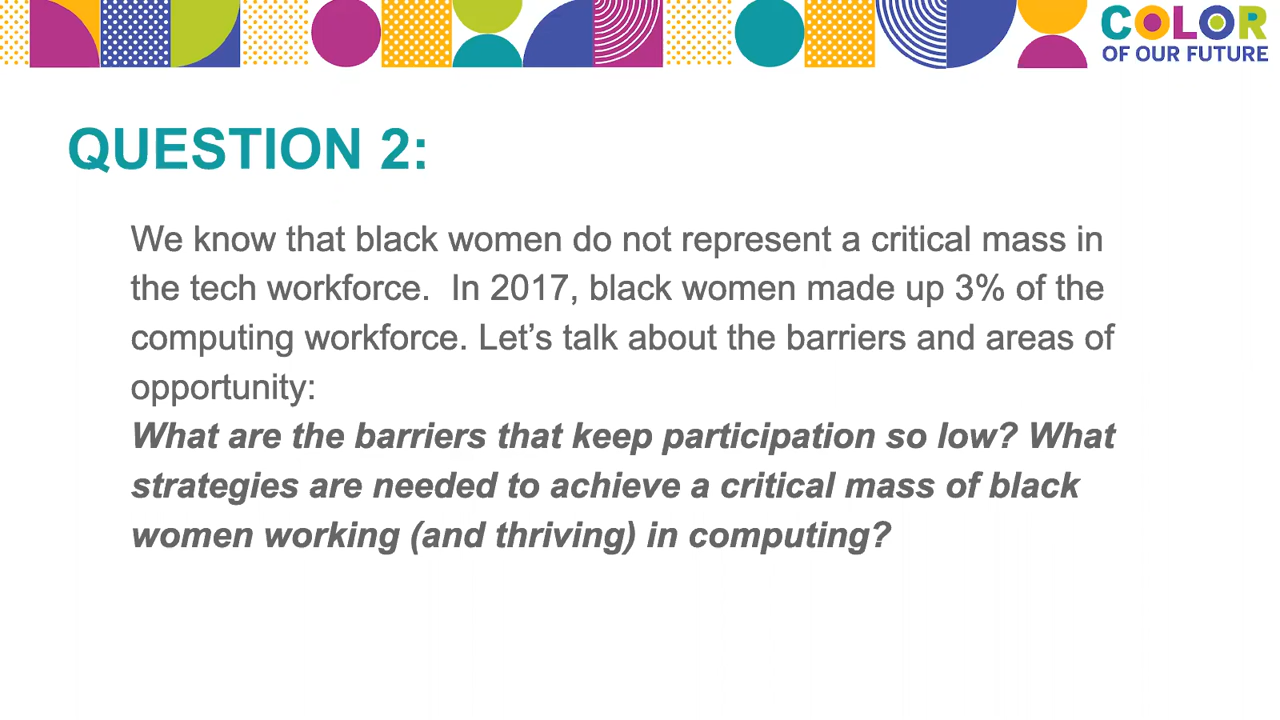 COLOR
OF OUR FUTURE
QUESTION 2:
We know that black women do not represent a critical mass in
the tech workforce.  In 2017, black women made up 3% of the
computing workforce. Let’s talk about the barriers and areas of
opportunity:
What are the barriers that keep participation so low? What
strategies are needed to achieve a critical mass of black
women working (and thriving) in computing?